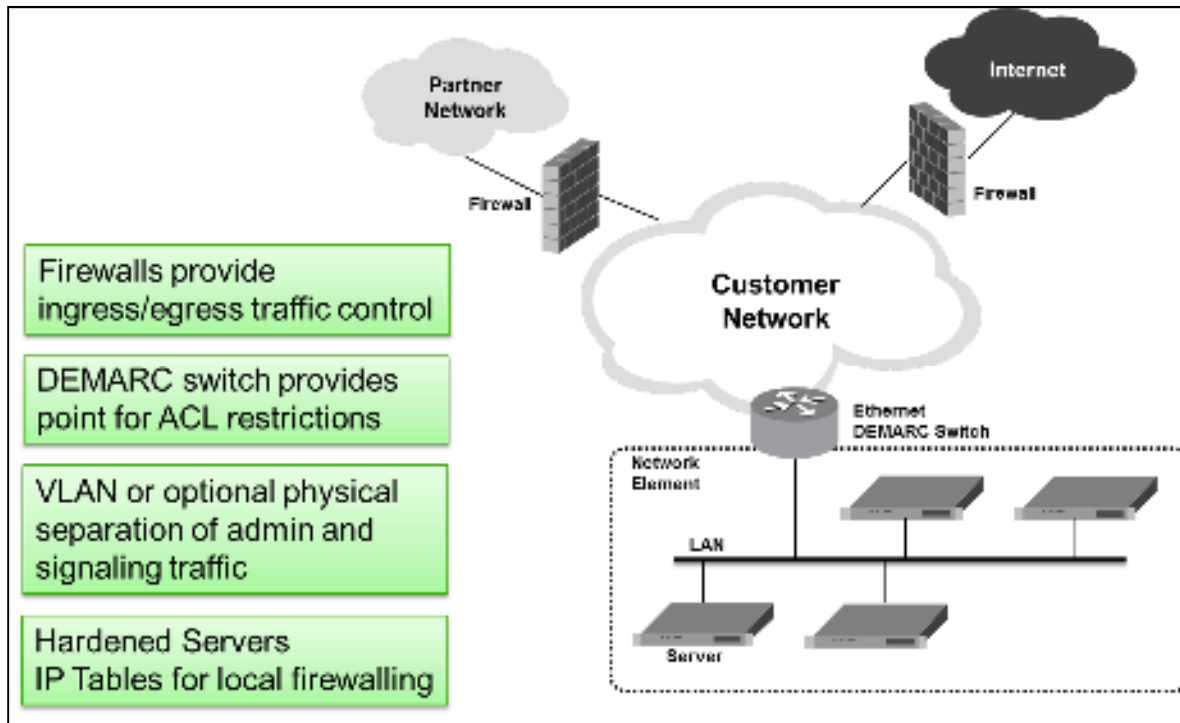 Partner
Network
Internet
Firewall
Firewall
Customer
Network
Firewalls provide
ingress/egress traffic control
DEMARC switch provides
point for ACL restrictions
VLAN or optional physical
separation of admin and
signaling traffic
Hardened Servers
IP Tables for local firewalling
Ethernet
DEMARC Switch
Network
Element
LAN
Server